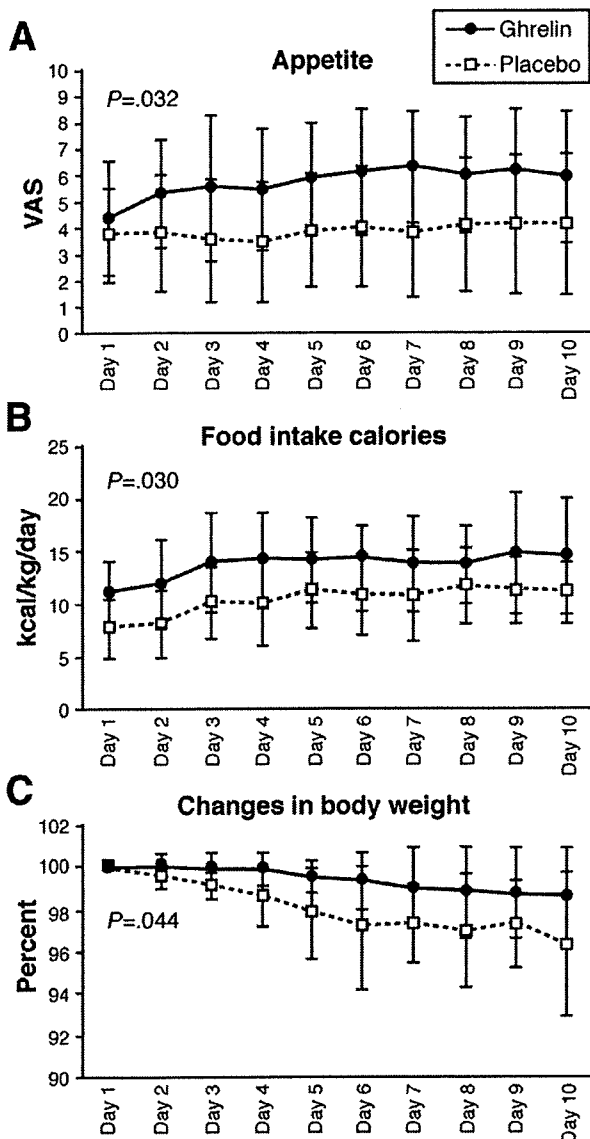 Ghrelin
Placebo
A
Appetite
P=.032
VAS
10
9
8
7
6
5
4
3
2
1
0
Day 1
Day 2
Day 3
Day 4
Day 5
Day 6
Day 7
Day 8
Day 9
Day 10
B
Food intake calories
P=.030
kcal/kg/day
25
20
15
10
5
0
Day 1
Day 2
Day 3
Day 4
Day 5
Day 6
Day 7
Day 8
Day 9
Day 10
C
Changes in body weight
P=.044
Percent
102
100
98
96
94
92
90
Day 1
Day 2
Day 3
Day 4
Day 5
Day 6
Day 7
Day 8
Day 9
Day 10